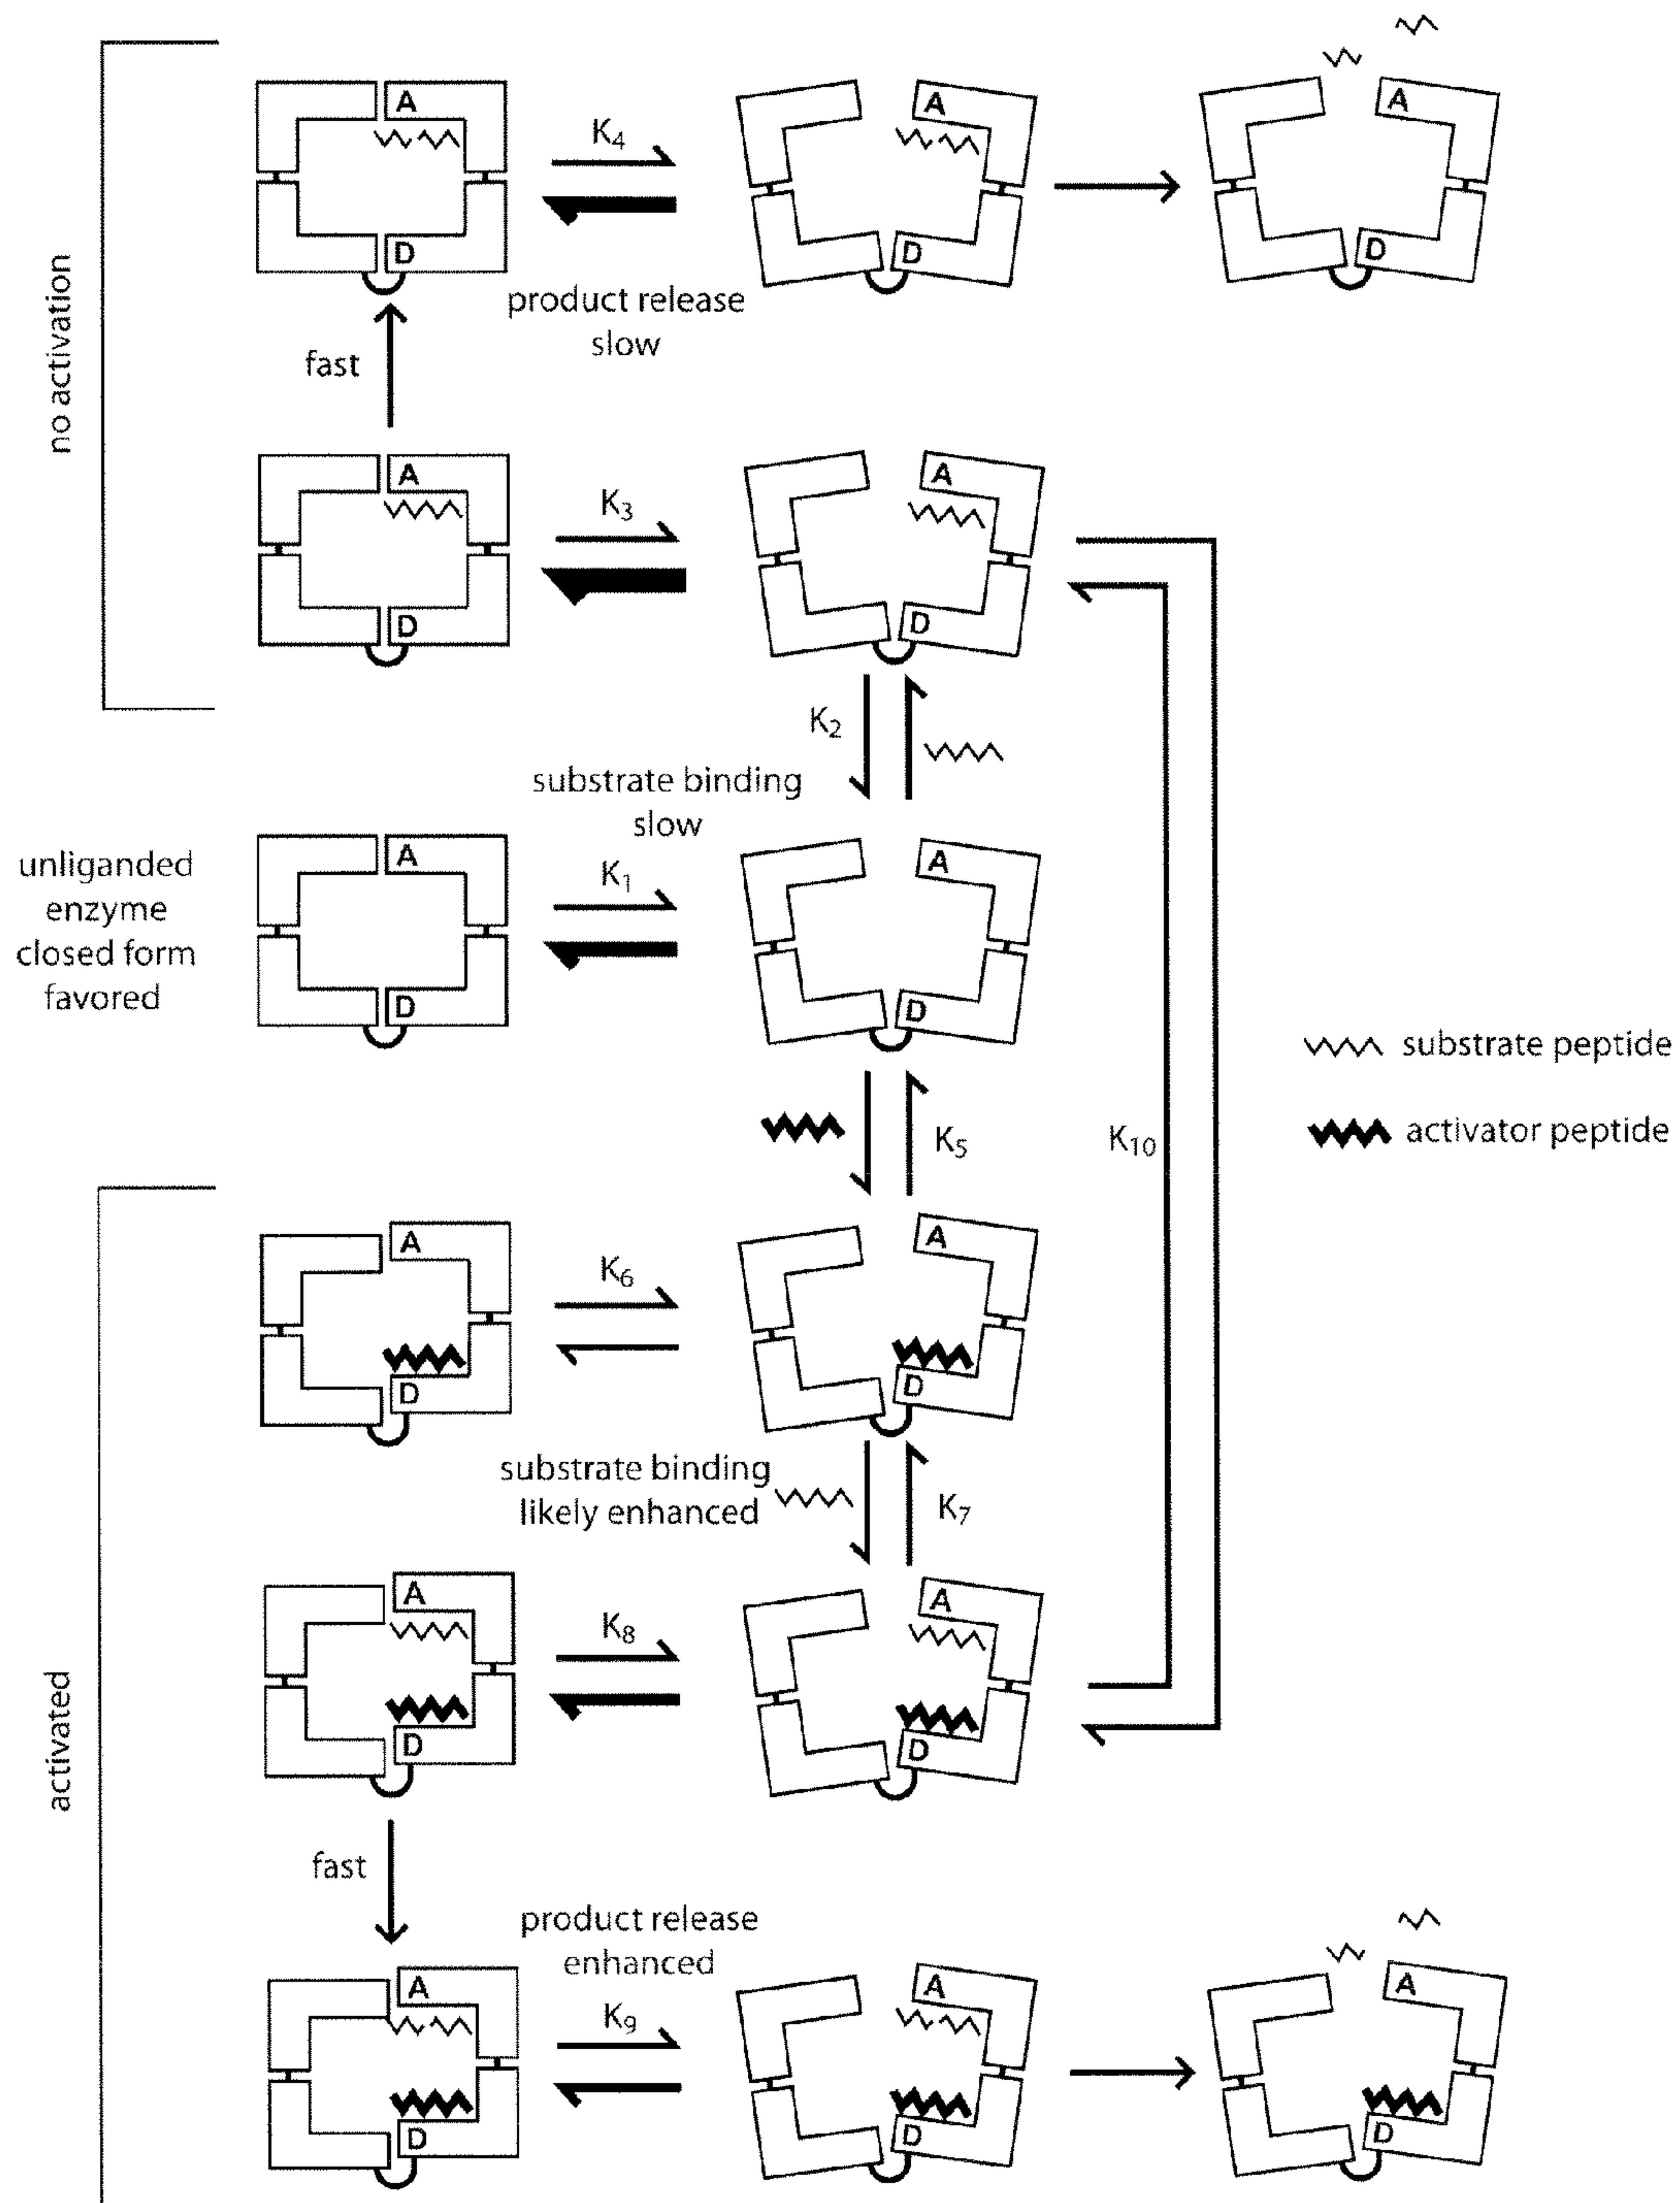 A
K4
A
A
D
D
D
product release
slow
no activation
fast
A
K3
A
D
D
K2
substrate binding
slow
unliganded
enzyme
closed form
favored
A
K1
A
D
D
substrate peptide
activator peptide
K5
K10
A
K6
A
D
D
substrate binding
likely enhanced
K7
activated
A
K8
A
D
D
fast
product release
enhanced
A
K9
A
A
D
D
D